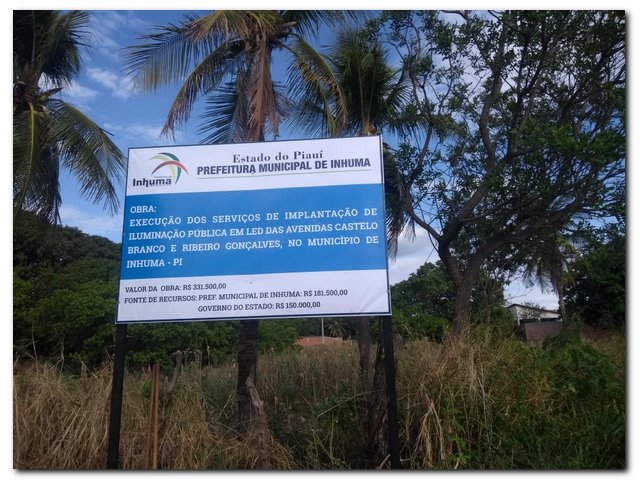 Inhuma
Estado do Piauí
PREFEITURA MUNICIPAL DE INHUMA
OBRA:
EXECUÇÃO DOS SERVIÇOS DE IMPLANTAÇÃO DE
ILUMINAÇÃO PÚBLICA EM LED DAS AVENIDAS CASTELO
BRANCO E RIBEIRO GONÇALVES, NO MUNICÍPIO DE
INHUMA - PI
VALOR DA OBRA: R$ 331.500,00
FONTE DE RECURSOS: PREF. MUNICIPAL DE INHUMA: R$ 181.500,00
GOVERNO DO ESTADO: R$ 150.000,00